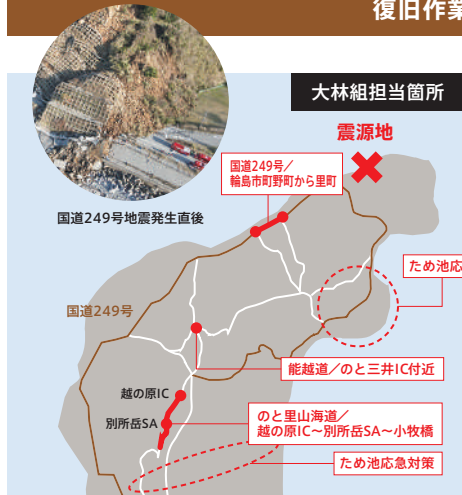 復旧作業
大林組担当箇所
震源地
国道249号／
輪島市町野町から里町
国道249号地震発生直後
ため池応
国道249号
能越道／のと三井IC付近
越の原IC
別所岳SA
のと里山海道／
越の原IC〜別所岳SA〜小牧橋
ため池応急対策